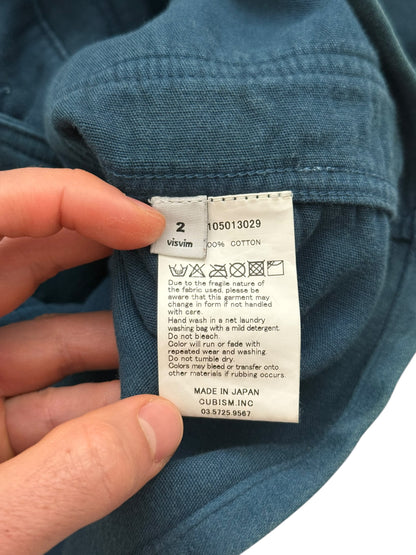 2
visvim
105013029
00% COTTON
Due to the fragile nature of
the fabric used, please be
aware that this garment may
change in form if not handled
with care.
Hand wash in a net laundry
washing bag with a mild detergent.
Do not bleach.
Color will run or fade with
repeated wear and washing.
Do not tumble dry.
Colors may bleed or transfer onto
other materials if rubbing occurs.
MADE IN JAPAN
CUBISM.INC
03.5725.9567